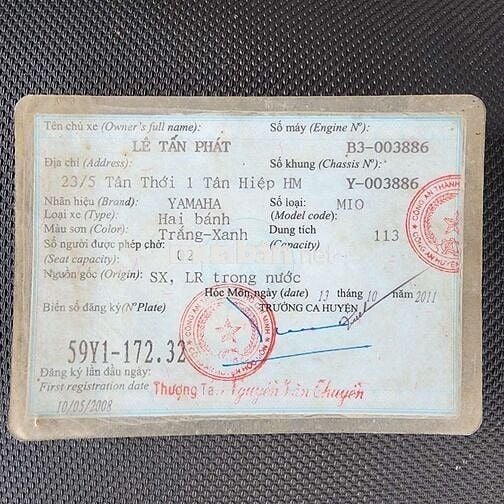 Tên chủ xe (Owner's full name): Số máy (Engine Nº):
LÊ TẤN PHÁT B3-003886
Địa chỉ (Address): Số khung (Chassis Nº):
23/5 Tân Thới 1 Tân Hiệp HM Y-003886
Nhãn hiệu (Brand): YAMAHA Số loại: MIO
Loại xe (Type): Hai bánh (Model code):
Màu sơn (Color): Trắng-Xanh Dung tích 113
Số người được phép chở: 02 (Capacity)
(Seat capacity):
Nguồn gốc (Origin): SX, LR trong nước
Hóc Môn, ngày (date) 13 tháng 10 năm 2011
Biển số đăng ký(Nº Plate) TRƯỞNG CA HUYỆN
59Y1-172.32
Đăng ký lần đầu ngày:
First registration date
10/05/2008
Thượng Tá Nguyễn Văn Thuyền